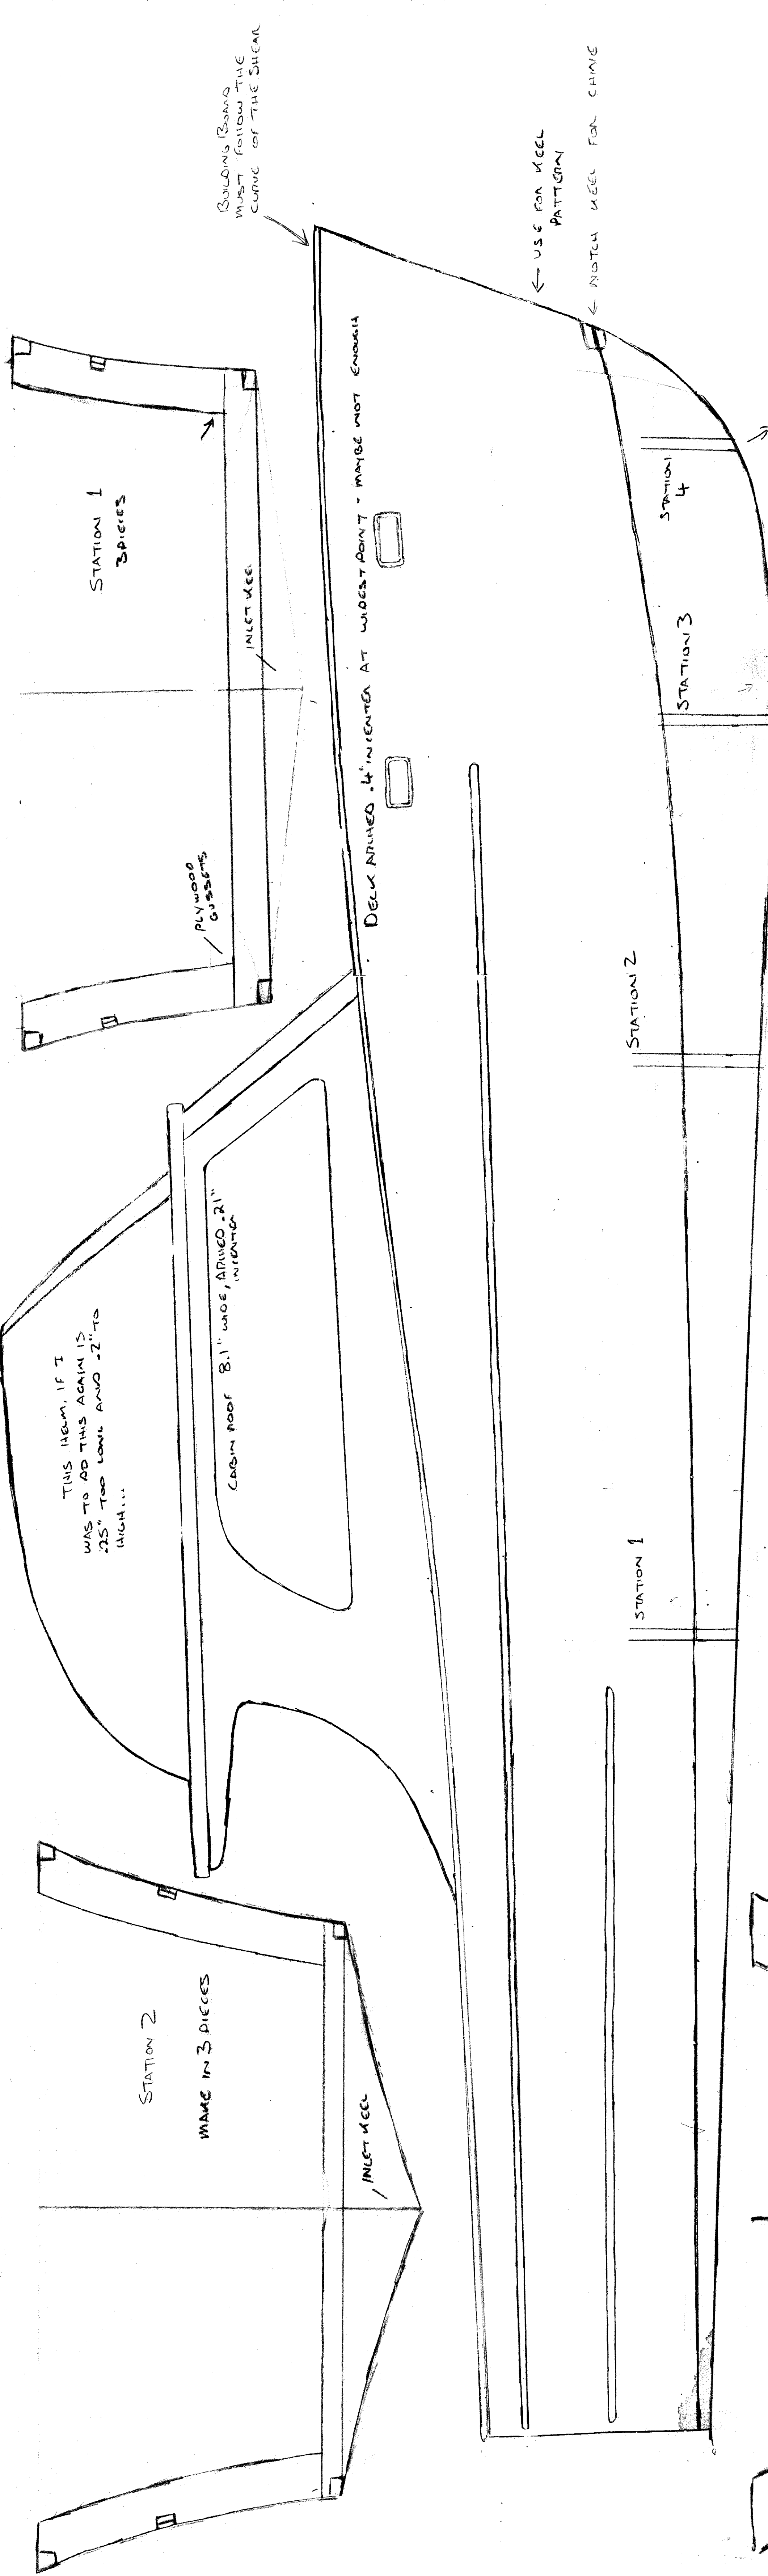 BUILDING BOARD
MUST FOLLOW THE
CURVE OF THE SHEAR
← USE FOR KEEL
PATTERN
← NOTCH KEEL FOR CHINE
STATION 1
3 PIECES
INLET KEEL
PLYWOOD
GUSSETS
DECK ARCHED .4" IN CENTER AT WIDEST POINT - MAYBE NOT ENOUGH
STATION
4
STATION 3
STATION 2
STATION 1
THIS HELM, IF I
WAS TO DO THIS AGAIN IS
.25" TOO LONG AND .2" TO
HIGH...
CABIN ROOF 8.1" WIDE, ARCHED .21"
IN CENTER
STATION 2
MAKE IN 3 PIECES
INLET KEEL